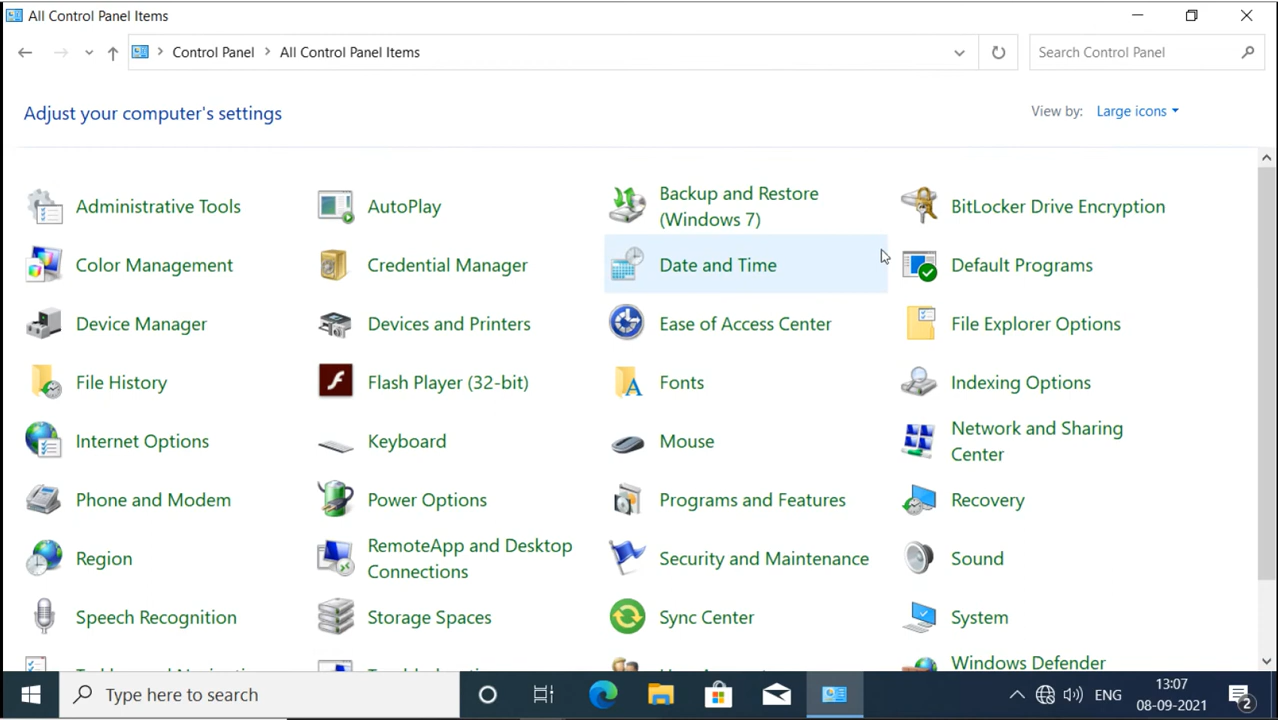 All Control Panel Items
Control Panel
All Control Panel Items
Search Control Panel
Adjust your computer's settings
View by: Large icons
Administrative Tools
AutoPlay
Backup and Restore
(Windows 7)
BitLocker Drive Encryption
Color Management
Credential Manager
Date and Time
Default Programs
Device Manager
Devices and Printers
Ease of Access Center
File Explorer Options
File History
Flash Player (32-bit)
Fonts
Indexing Options
Internet Options
Keyboard
Mouse
Network and Sharing
Center
Phone and Modem
Power Options
Programs and Features
Recovery
Region
RemoteApp and Desktop
Connections
Security and Maintenance
Sound
Speech Recognition
Storage Spaces
Sync Center
System
Windows Defender
Type here to search
ENG
13:07
08-09-2021
2